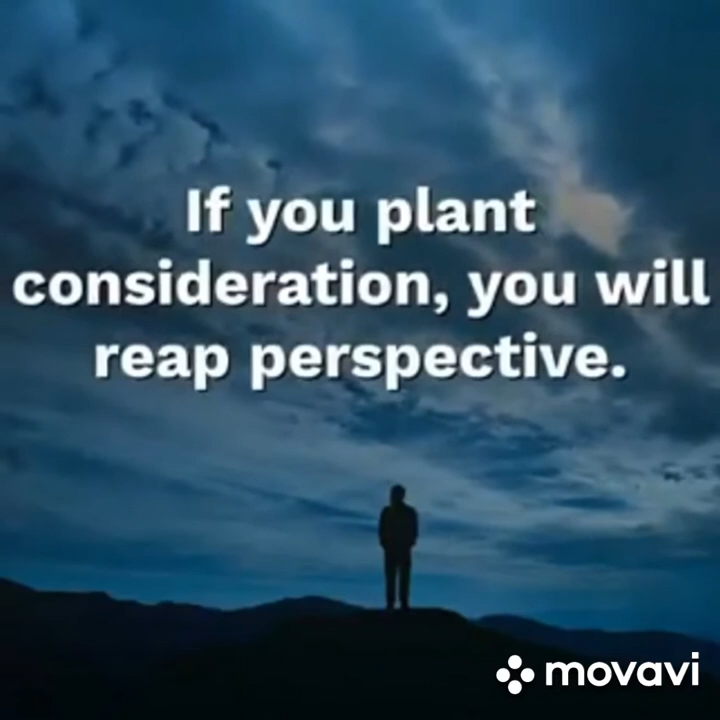 If you plant
consideration, you will
reap perspective.
movavi